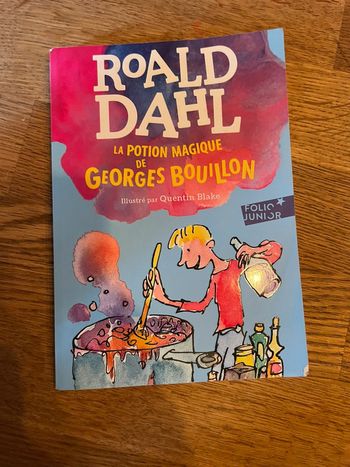 ROALD
DAHL
LA POTION MAGIQUE
DE
GEORGES BOUILLON
Illustré par Quentin Blake
FOLIO
JUNIOR